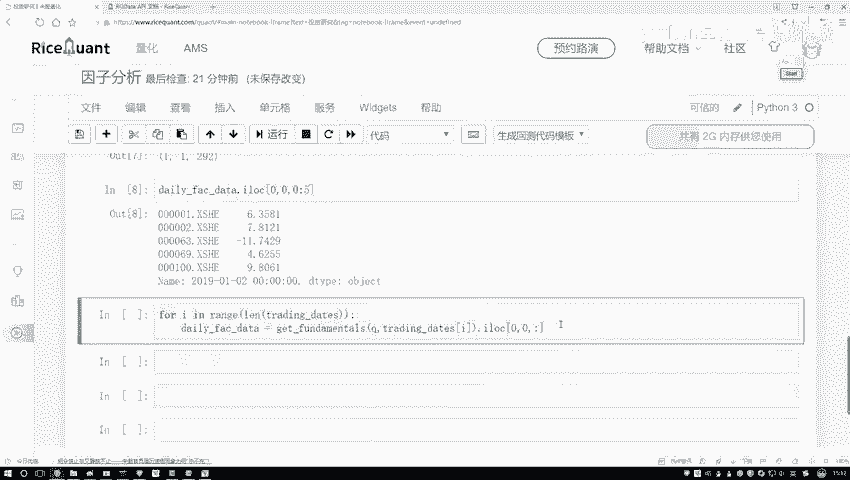 https://www.ricequant.com/
RiceQuant 量化 AMS
预约路演 帮助文档 社区
因子分析 最后检查: 21 分钟前 (未保存改变)
Start
文件 编辑 查看 插入 单元格 服务 Widgets 帮助
可信的 Python 3
运行 代码 生成回测代码模板 共有 2G 内存供您使用
Out[7]: (1, 1, 292)
In [8]: daily_fac_data.iloc[0,0,0:5]
Out[8]: 000001.XSHE 6.3581
000002.XSHE 7.8121
000063.XSHE -11.7429
000069.XSHE 4.6255
000100.XSHE 9.8061
Name: 2019-01-02 00:00:00, dtype: object
In [ ]: for i in range(len(trading_dates)):
daily_fac_data = get_fundamentals(q,trading_dates[i]).iloc[0,0,:]
In [ ]:
In [ ]:
In [ ]: